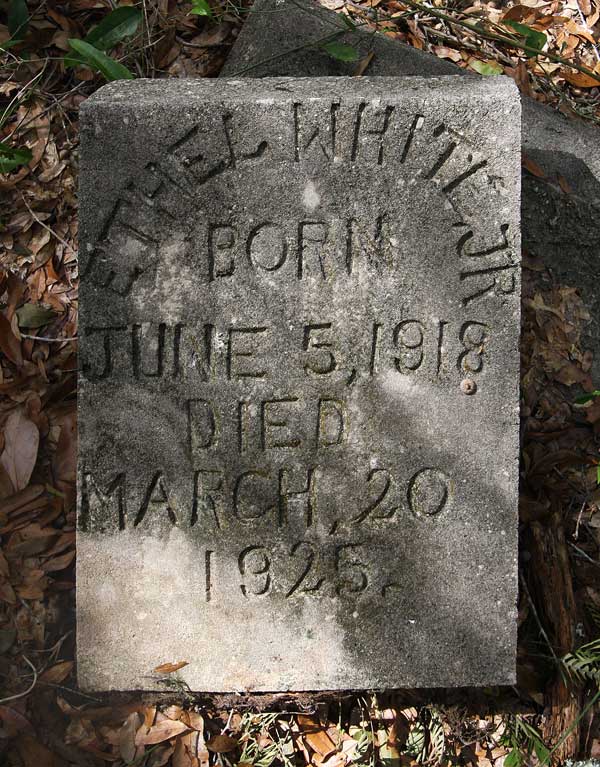 ETHEL WHITE, JR
BORN
JUNE 5, 1918
DIED
MARCH, 20
1925.